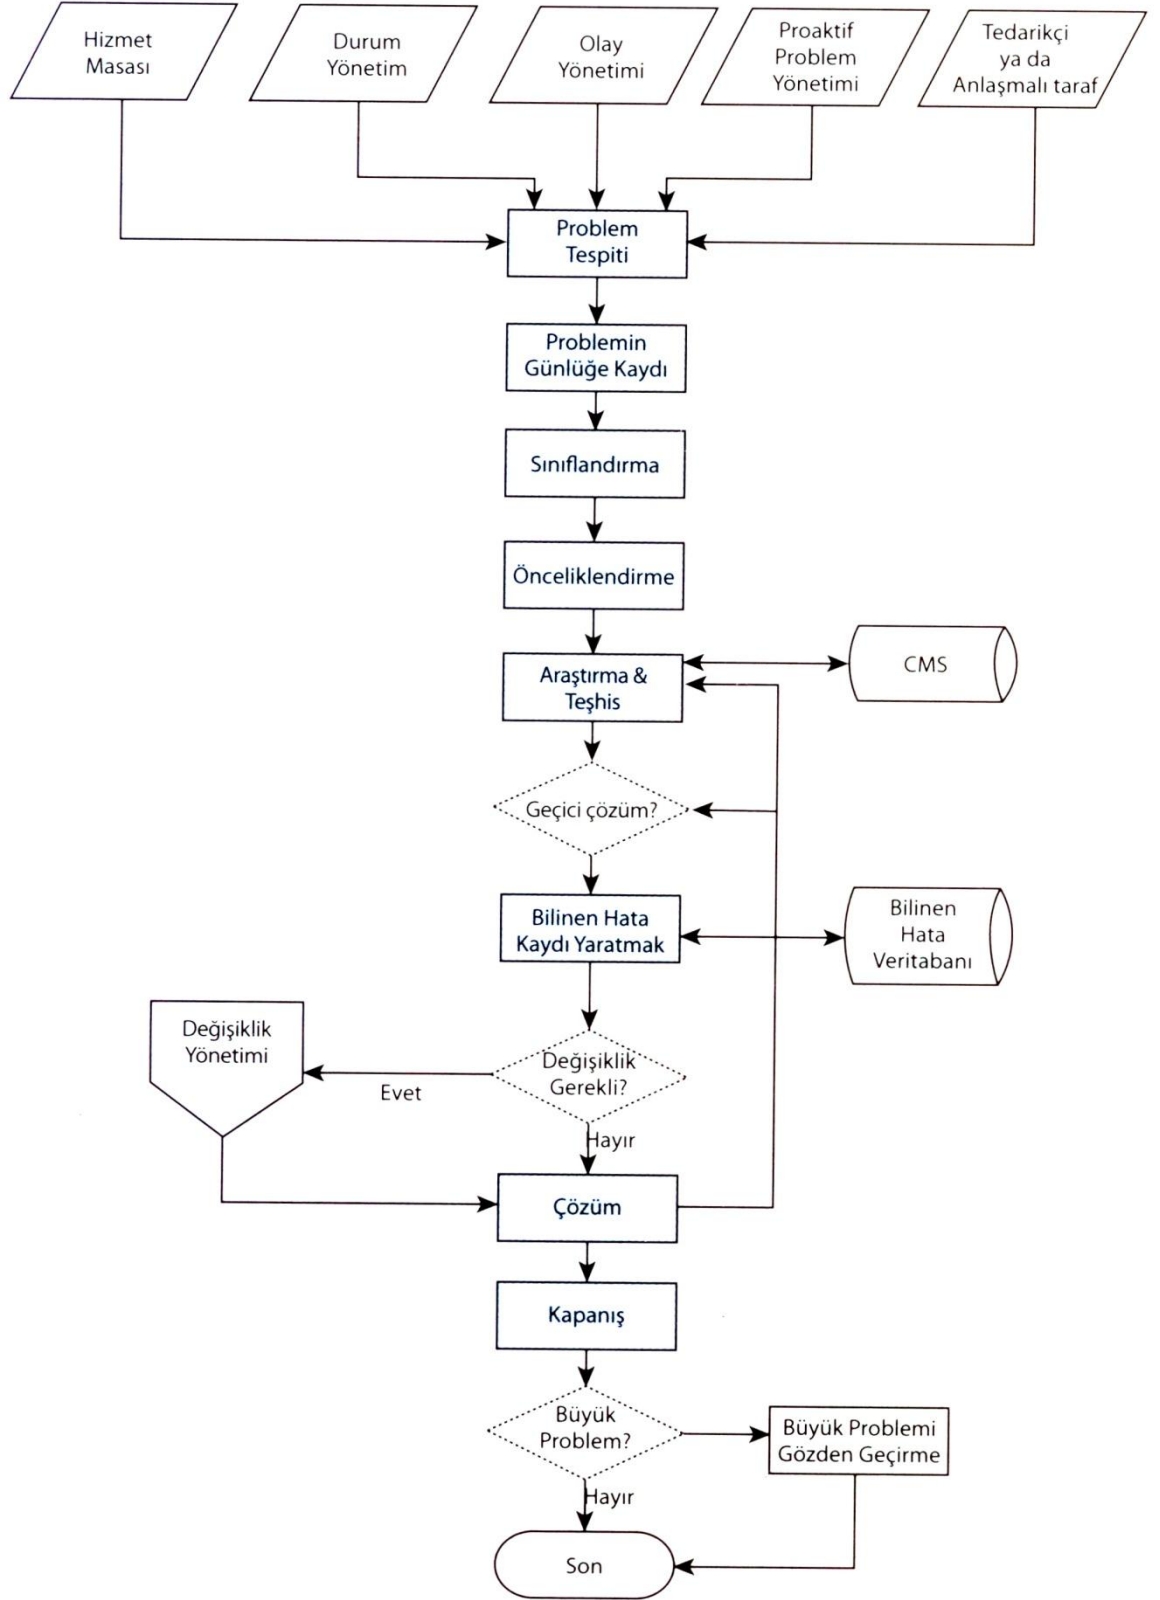 Hizmet
Masası
Durum
Yönetim
Olay
Yönetimi
Proaktif
Problem
Yönetimi
Tedarikçi
ya da
Anlaşmalı taraf
Problem
Tespiti
Problemin
Günlüğe Kaydı
Sınıflandırma
Önceliklendirme
Araştırma &
Teşhis
CMS
Geçici çözüm?
Bilinen Hata
Kaydı Yaratmak
Bilinen
Hata
Veritabanı
Değişiklik
Yönetimi
Evet
Değişiklik
Gerekli?
Hayır
Çözüm
Kapanış
Büyük
Problem?
Büyük Problemi
Gözden Geçirme
Hayır
Son